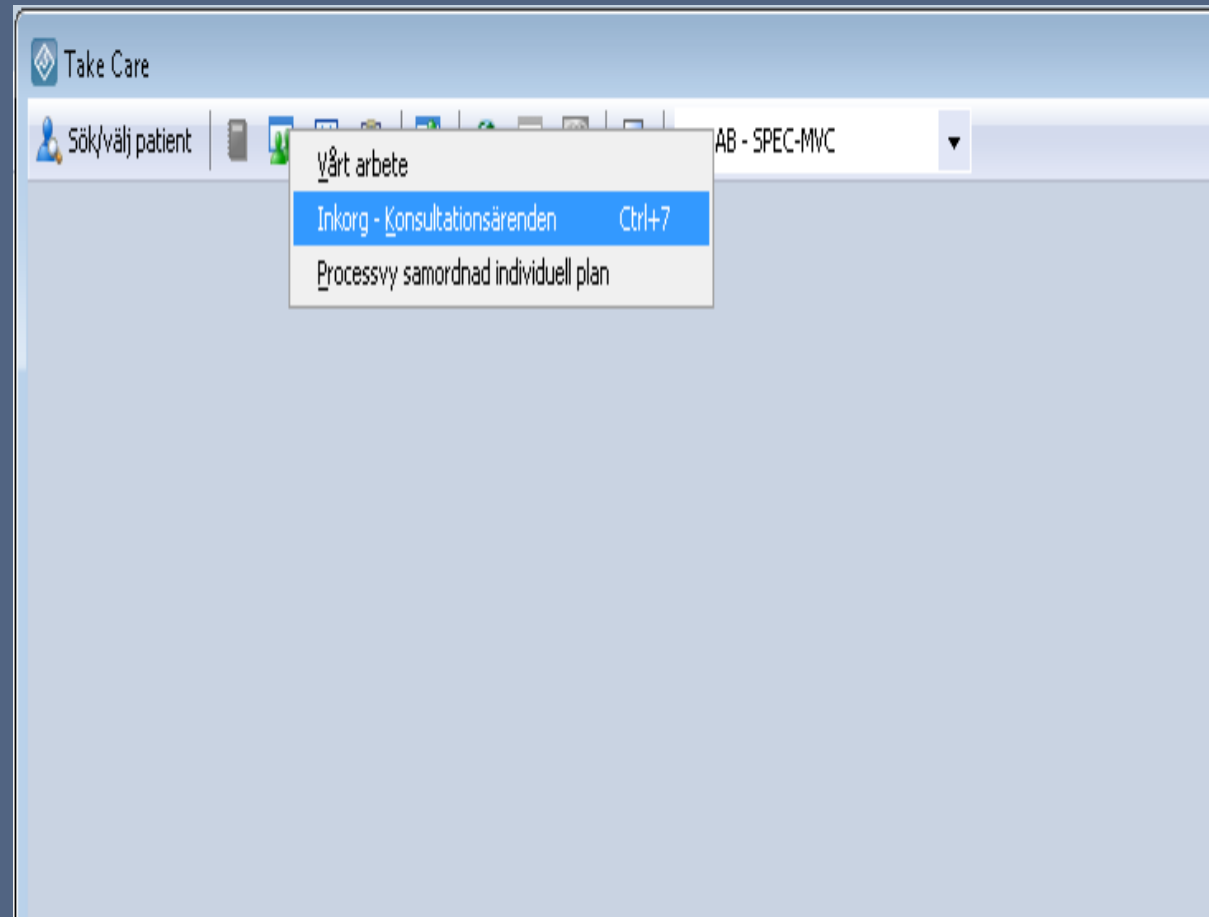 Take Care
Sök/välj patient
AB - SPEC-MVC
Vårt arbete
Inkorg - Konsultationsärenden Ctrl+7
Processvy samordnad individuell plan